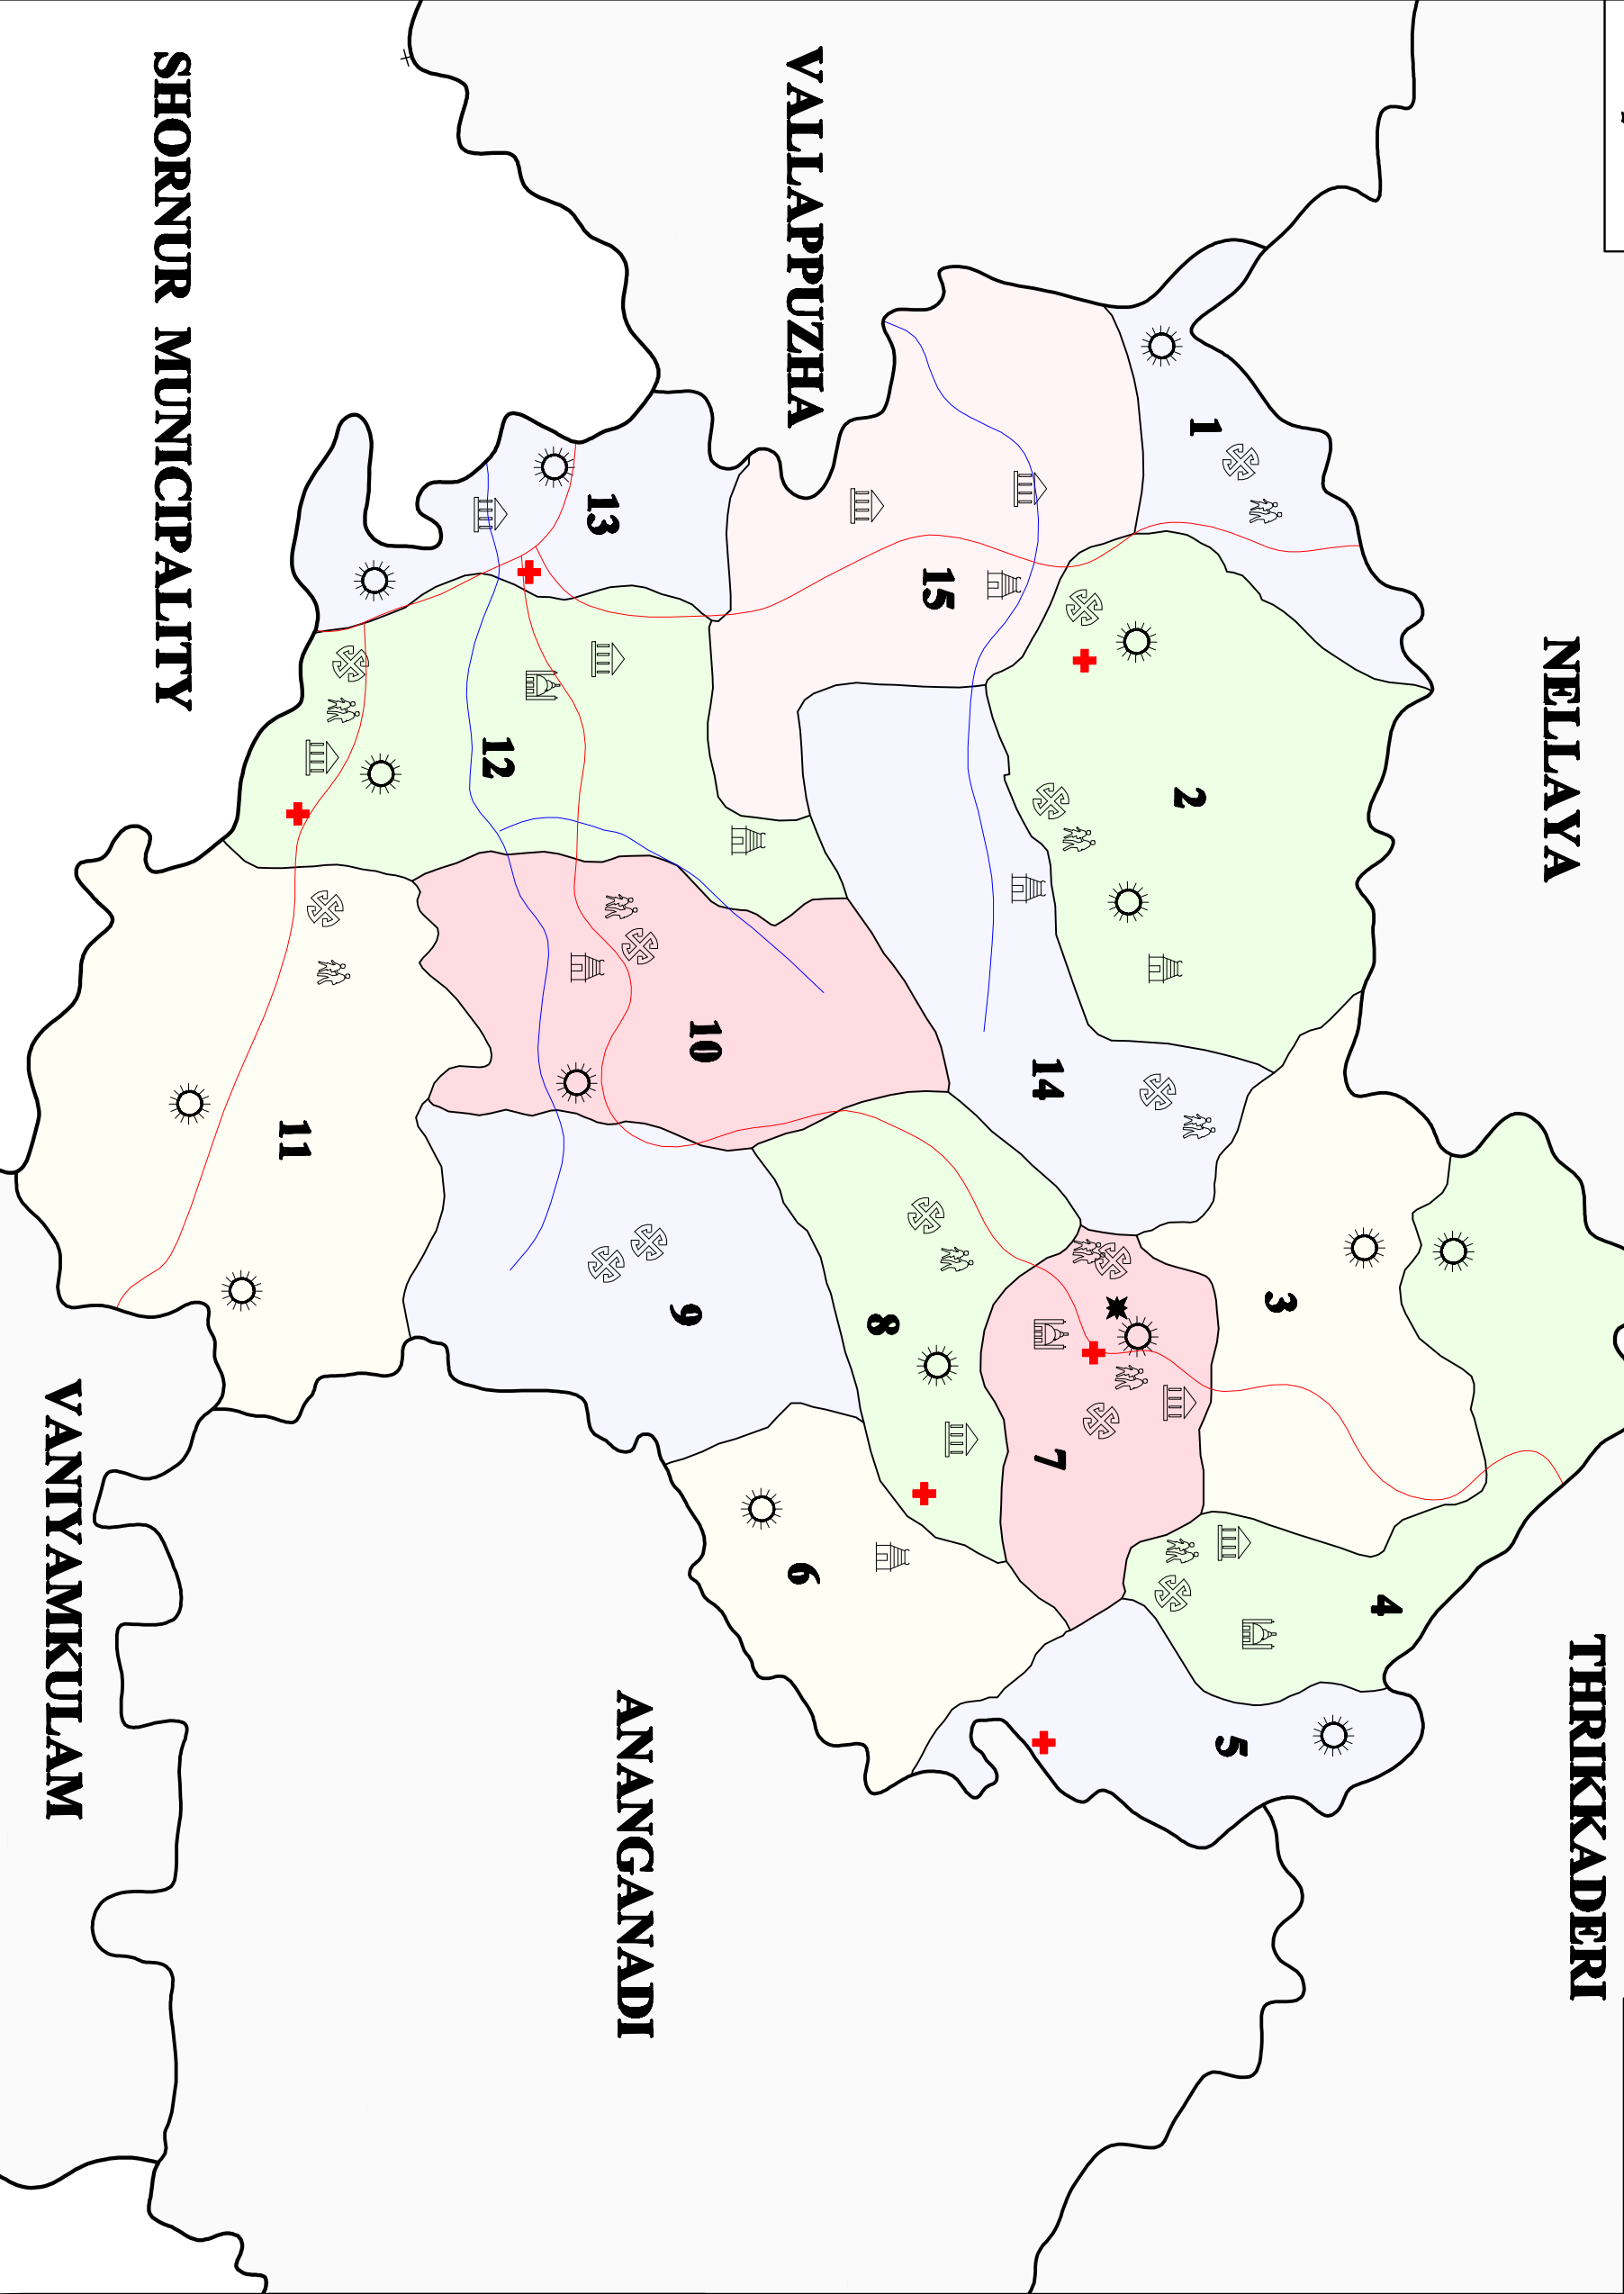 NELLAYA
THRIKKADERI
VALLAPPUZHA
ANANGANADI
SHORNUR MUNICIPALITY
VANIYAMKULAM
1
2
3
4
5
6
7
8
9
10
11
12
13
14
15